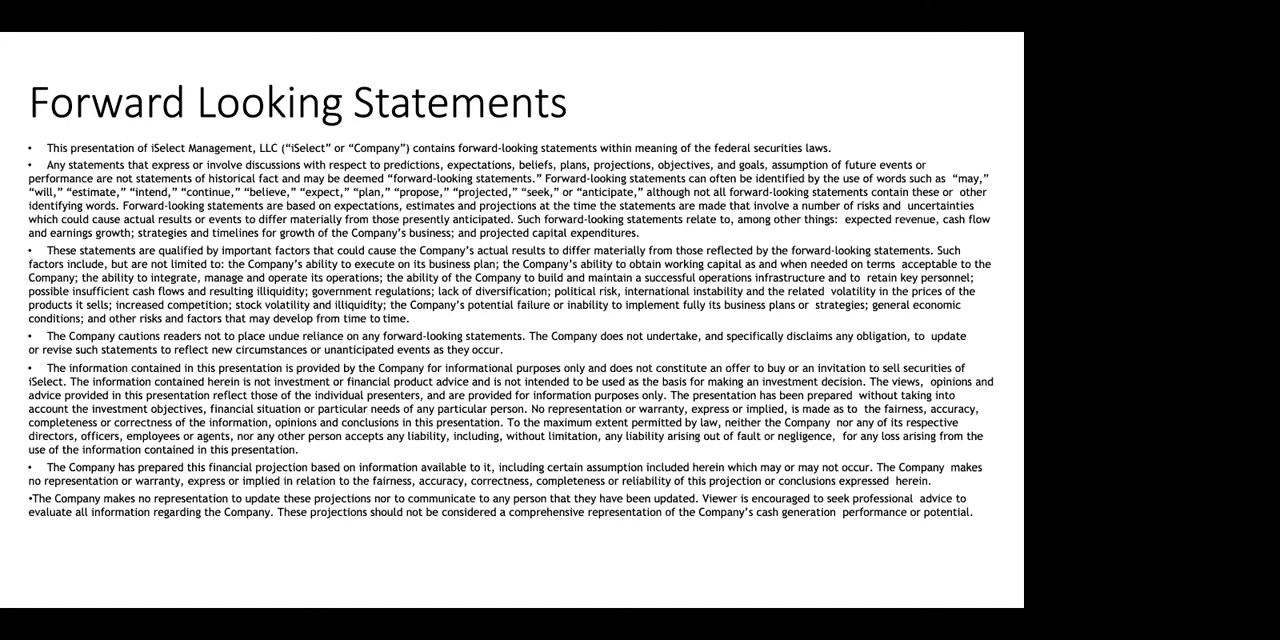 Forward Looking Statements
• This presentation of iSelect Management, LLC (“iSelect” or “Company”) contains forward-looking statements within meaning of the federal securities laws.
• Any statements that express or involve discussions with respect to predictions, expectations, beliefs, plans, projections, objectives, and goals, assumption of future events or
performance are not statements of historical fact and may be deemed “forward-looking statements.” Forward-looking statements can often be identified by the use of words such as “may,”
“will,” “estimate,” “intend,” “continue,” “believe,” “expect,” “plan,” “propose,” “projected,” “seek,” or “anticipate,” although not all forward-looking statements contain these or other
identifying words. Forward-looking statements are based on expectations, estimates and projections at the time the statements are made that involve a number of risks and uncertainties
which could cause actual results or events to differ materially from those presently anticipated. Such forward-looking statements relate to, among other things: expected revenue, cash flow
and earnings growth; strategies and timelines for growth of the Company’s business; and projected capital expenditures.
• These statements are qualified by important factors that could cause the Company’s actual results to differ materially from those reflected by the forward-looking statements. Such
factors include, but are not limited to: the Company’s ability to execute on its business plan; the Company’s ability to obtain working capital as and when needed on terms acceptable to the
Company; the ability to integrate, manage and operate its operations; the ability of the Company to build and maintain a successful operations infrastructure and to retain key personnel;
possible insufficient cash flows and resulting illiquidity; government regulations; lack of diversification; political risk, international instability and the related volatility in the prices of the
products it sells; increased competition; stock volatility and illiquidity; the Company’s potential failure or inability to implement fully its business plans or strategies; general economic
conditions; and other risks and factors that may develop from time to time.
• The Company cautions readers not to place undue reliance on any forward-looking statements. The Company does not undertake, and specifically disclaims any obligation, to update
or revise such statements to reflect new circumstances or unanticipated events as they occur.
• The information contained in this presentation is provided by the Company for informational purposes only and does not constitute an offer to buy or an invitation to sell securities of
iSelect. The information contained herein is not investment or financial product advice and is not intended to be used as the basis for making an investment decision. The views, opinions and
advice provided in this presentation reflect those of the individual presenters, and are provided for information purposes only. The presentation has been prepared without taking into
account the investment objectives, financial situation or particular needs of any particular person. No representation or warranty, express or implied, is made as to the fairness, accuracy,
completeness or correctness of the information, opinions and conclusions in this presentation. To the maximum extent permitted by law, neither the Company nor any of its respective
directors, officers, employees or agents, nor any other person accepts any liability, including, without limitation, any liability arising out of fault or negligence, for any loss arising from the
use of the information contained in this presentation.
• The Company has prepared this financial projection based on information available to it, including certain assumption included herein which may or may not occur. The Company makes
no representation or warranty, express or implied in relation to the fairness, accuracy, correctness, completeness or reliability of this projection or conclusions expressed herein.
•The Company makes no representation to update these projections nor to communicate to any person that they have been updated. Viewer is encouraged to seek professional advice to
evaluate all information regarding the Company. These projections should not be considered a comprehensive representation of the Company’s cash generation performance or potential.